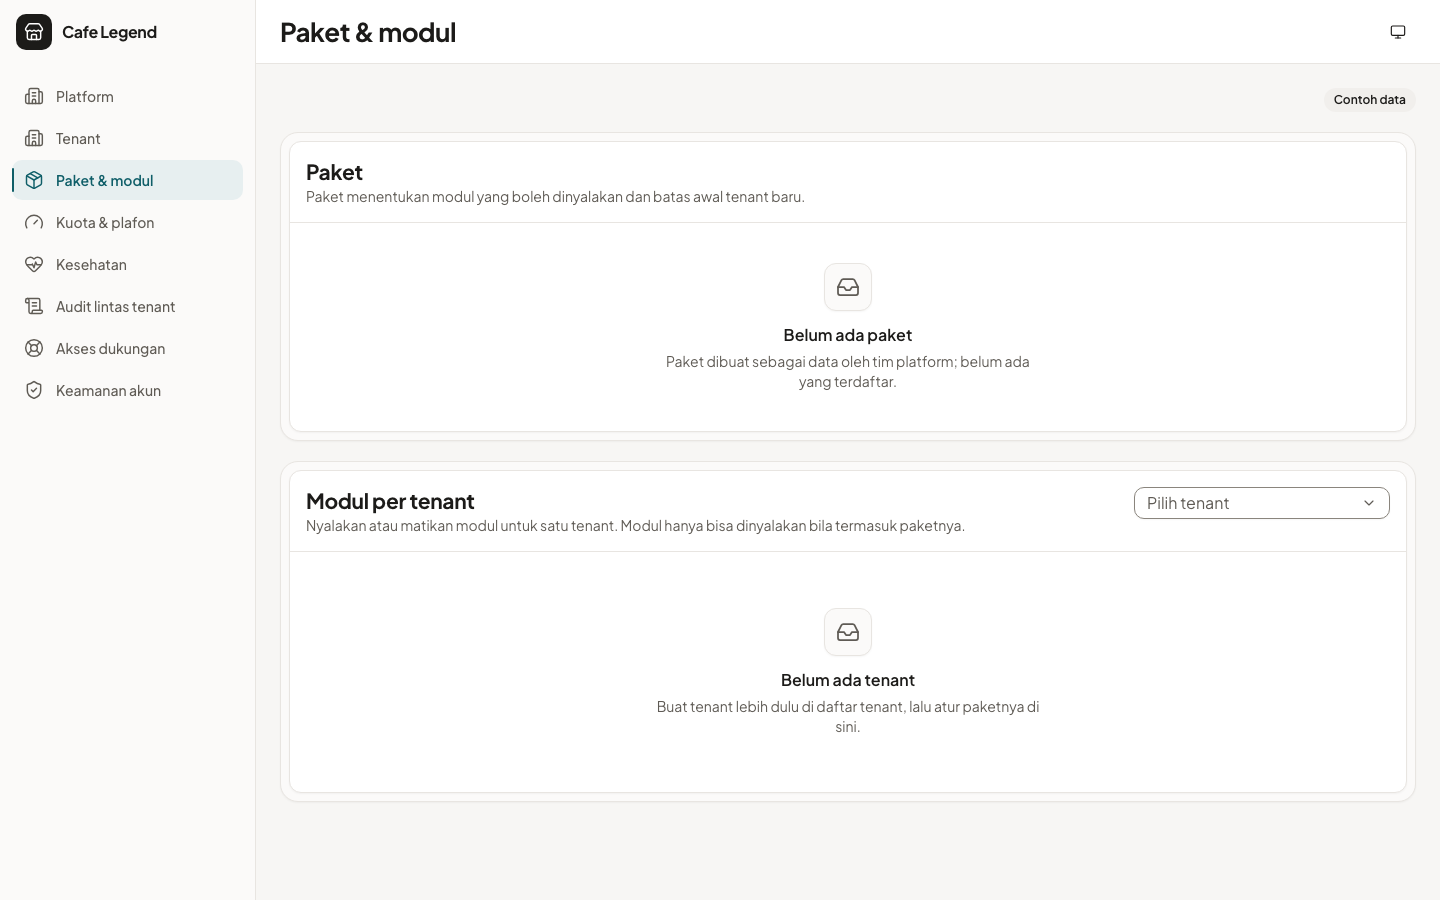 Cafe Legend
Paket & modul
Platform
Tenant
Paket & modul
Kuota & plafon
Kesehatan
Audit lintas tenant
Akses dukungan
Keamanan akun
Contoh data
Paket
Paket menentukan modul yang boleh dinyalakan dan batas awal tenant baru.
Belum ada paket
Paket dibuat sebagai data oleh tim platform; belum ada
yang terdaftar.
Modul per tenant
Nyalakan atau matikan modul untuk satu tenant. Modul hanya bisa dinyalakan bila termasuk paketnya.
Pilih tenant
Belum ada tenant
Buat tenant lebih dulu di daftar tenant, lalu atur paketnya di
sini.